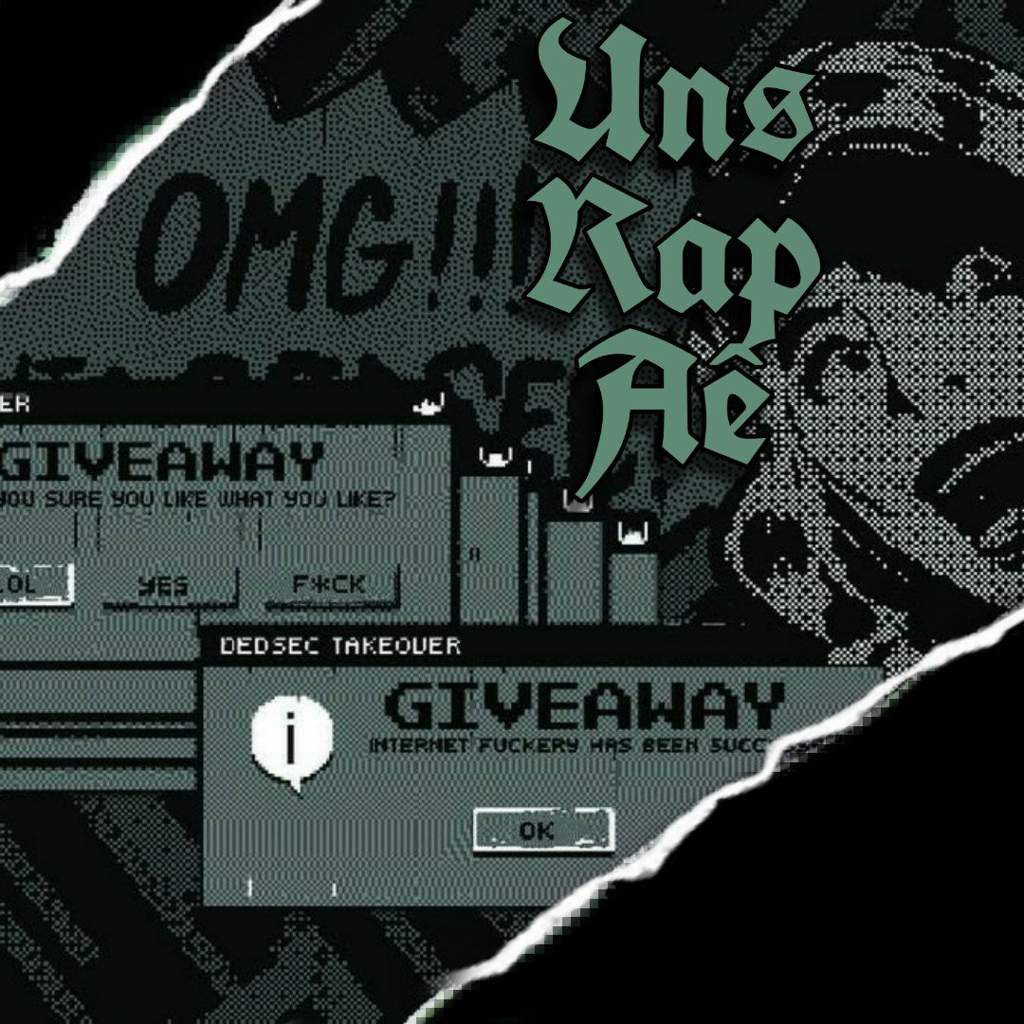 Uns
Rap
Aê
OMG!!!
ER
GIVEAWAY
YOU SURE YOU LIKE WHAT YOU LIKE?
LOL YES F*CK
DEDSEC TAKEOVER
GIVEAWAY
i
INTERNET FUCKERY HAS BEEN SUCC
OK